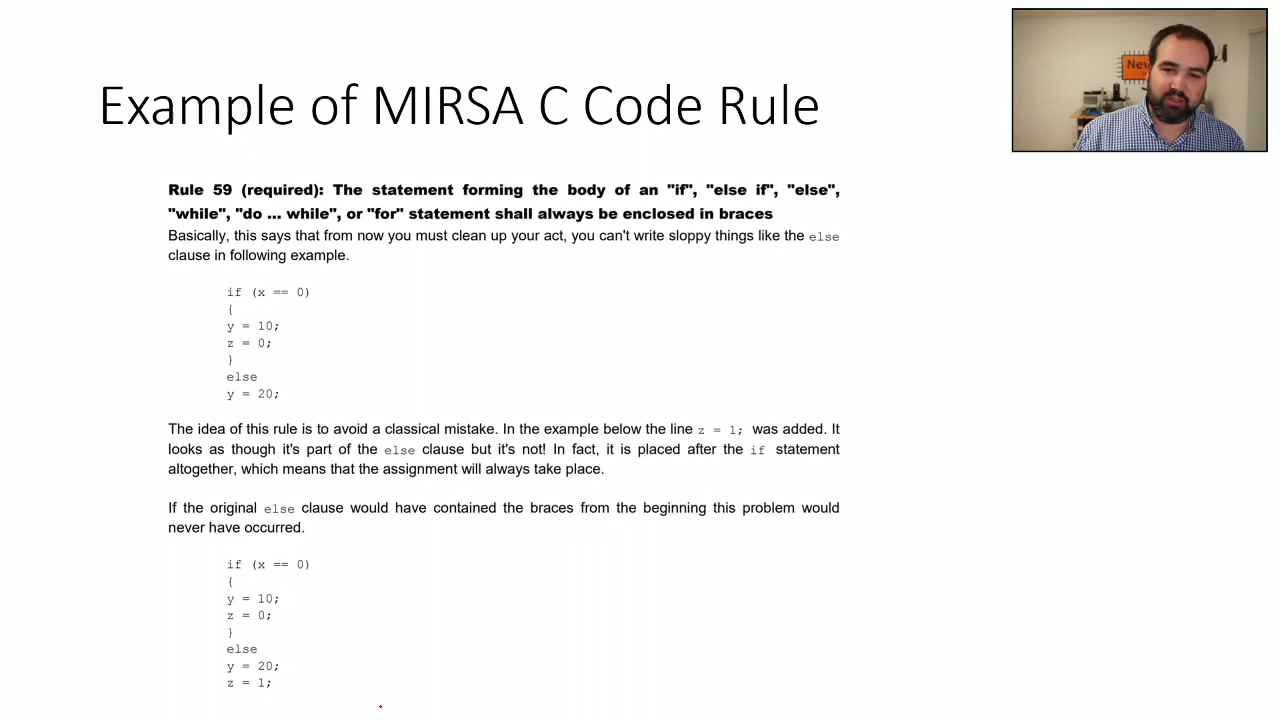 Example of MIRSA C Code Rule
Rule 59 (required): The statement forming the body of an "if", "else if", "else",
"while", "do ... while", or "for" statement shall always be enclosed in braces
Basically, this says that from now you must clean up your act, you can't write sloppy things like the else
clause in following example.
if (x == 0)
{
y = 10;
z = 0;
}
else
y = 20;
The idea of this rule is to avoid a classical mistake. In the example below the line z = 1; was added. It
looks as though it's part of the else clause but it's not! In fact, it is placed after the if statement
altogether, which means that the assignment will always take place.
If the original else clause would have contained the braces from the beginning this problem would
never have occurred.
if (x == 0)
{
y = 10;
z = 0;
}
else
y = 20;
z = 1;